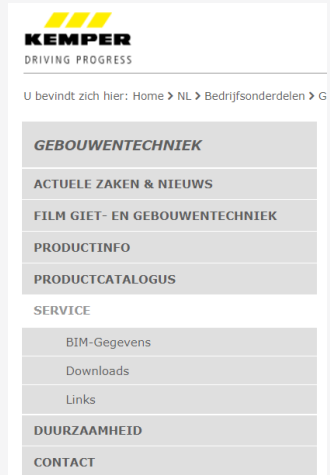 KEMPER
DRIVING PROGRESS
U bevindt zich hier: Home > NL > Bedrijfsonderdelen > G
GEBOUWENTECHNIEK
ACTUELE ZAKEN & NIEUWS
FILM GIET- EN GEBOUWENTECHNIEK
PRODUCTINFO
PRODUCTCATALOGUS
SERVICE
BIM-Gegevens
Downloads
Links
DUURZAAMHEID
CONTACT